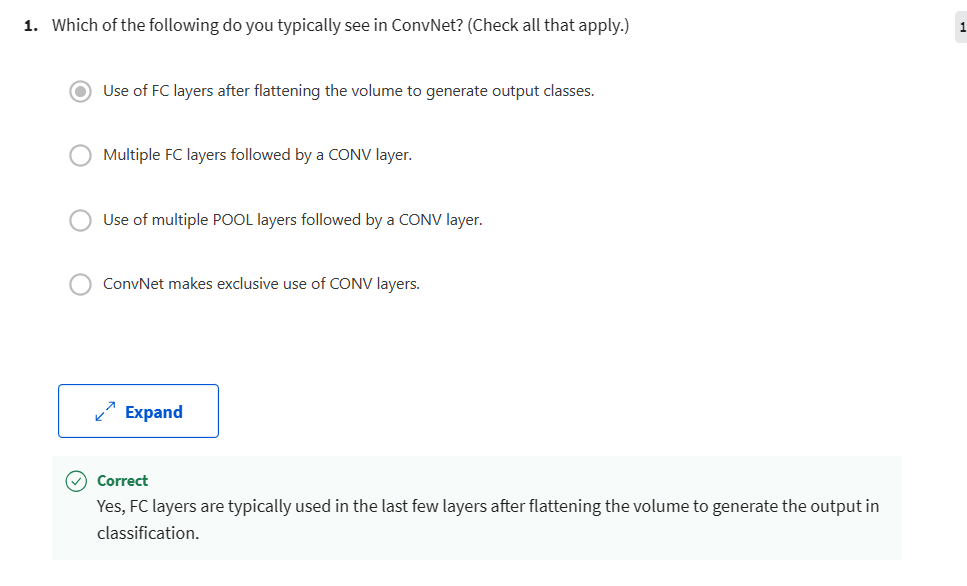 1. Which of the following do you typically see in ConvNet? (Check all that apply.)
1
Use of FC layers after flattening the volume to generate output classes.
Multiple FC layers followed by a CONV layer.
Use of multiple POOL layers followed by a CONV layer.
ConvNet makes exclusive use of CONV layers.
Expand
Correct
Yes, FC layers are typically used in the last few layers after flattening the volume to generate the output in
classification.